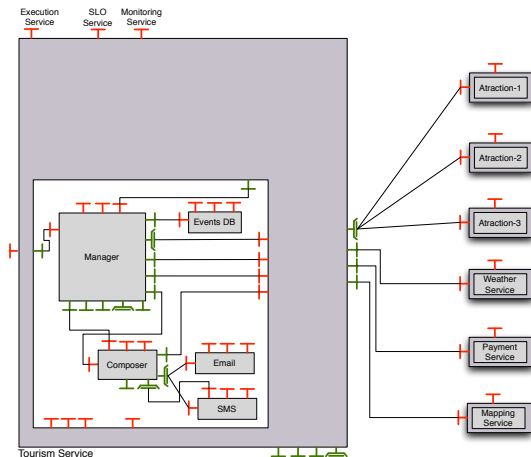 Execution
Service
SLO
Service
Monitoring
Service
Atraction-1
Atraction-2
Atraction-3
Events DB
Manager
Weather
Service
Payment
Service
Composer
Email
SMS
Mapping
Service
Tourism Service